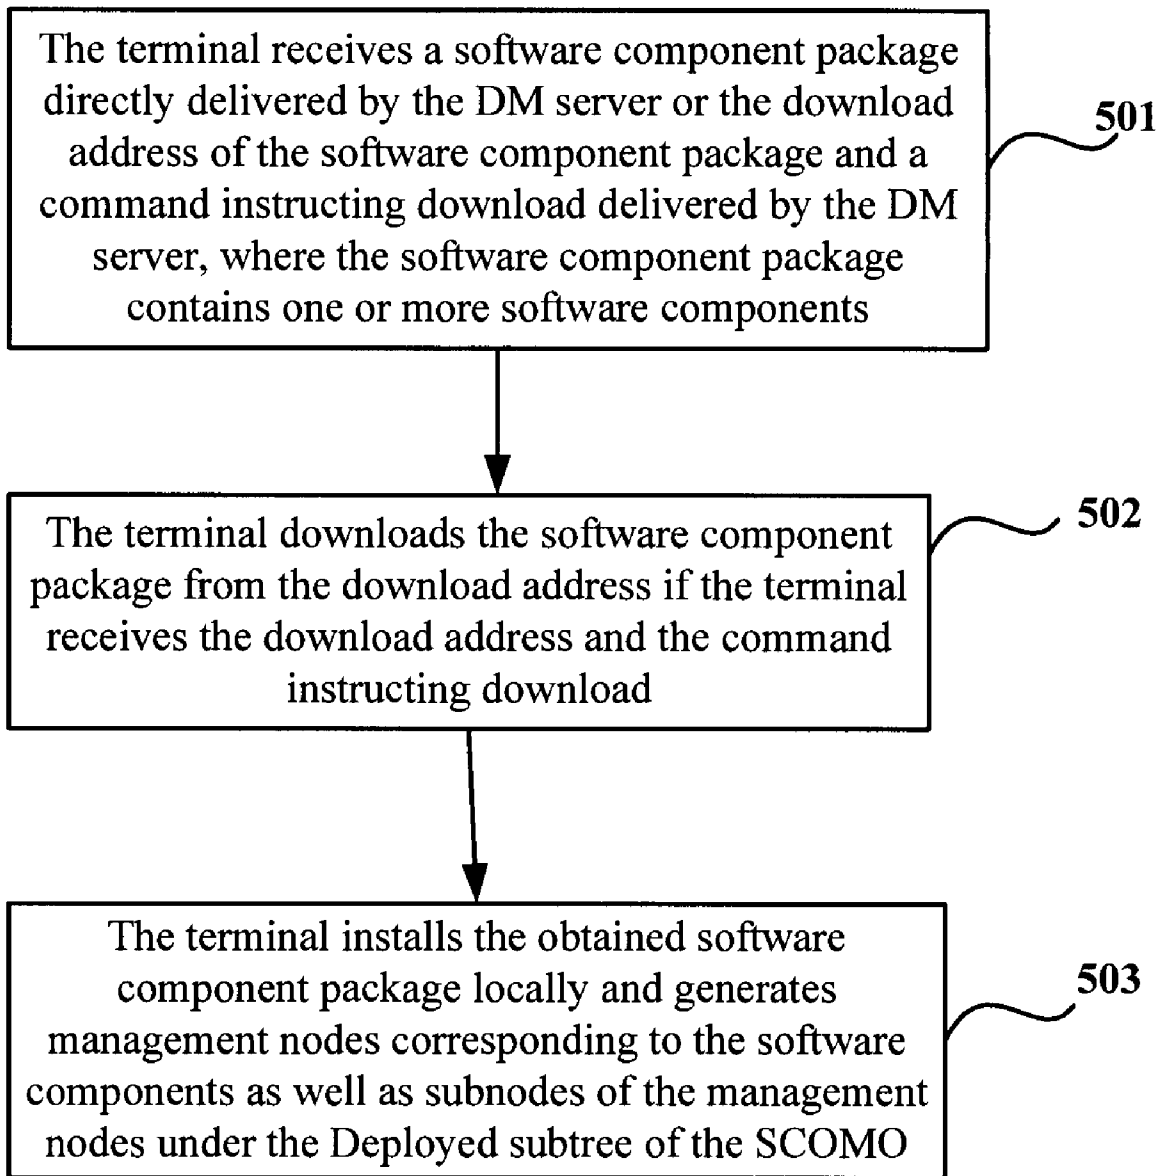 The terminal receives a software component package
directly delivered by the DM server or the download
address of the software component package and a
command instructing download delivered by the DM
server, where the software component package
contains one or more software components
501
The terminal downloads the software component
package from the download address if the terminal
receives the download address and the command
instructing download
502
The terminal installs the obtained software
component package locally and generates
management nodes corresponding to the software
components as well as subnodes of the management
nodes under the Deployed subtree of the SCOMO
503